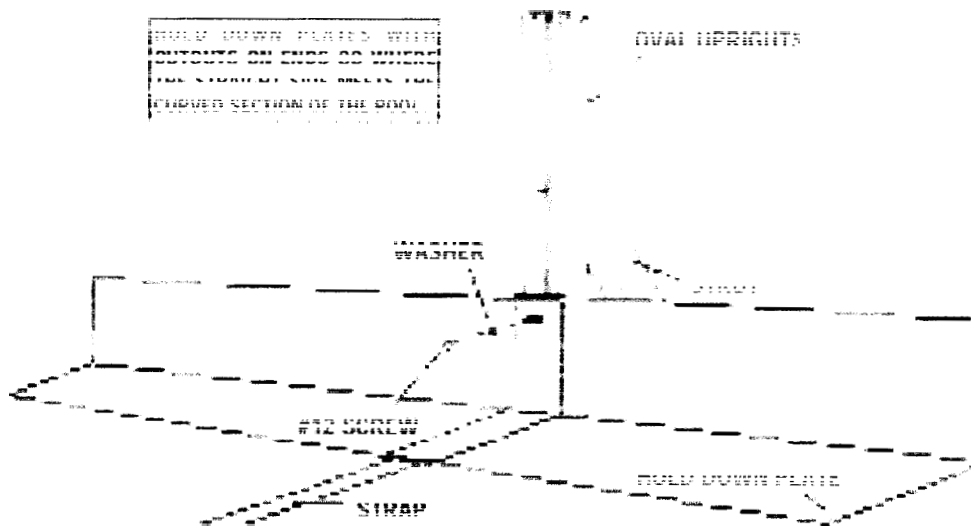 HOLD DOWN PLATES WITH
CUTOUTS ON ENDS GO WHERE
THE STRAIGHT SIDE MEETS THE
CURVED SECTION OF THE POOL
OVAL UPRIGHTS
WASHER
#12 SCREW
HOLD DOWN PLATE
STRAP